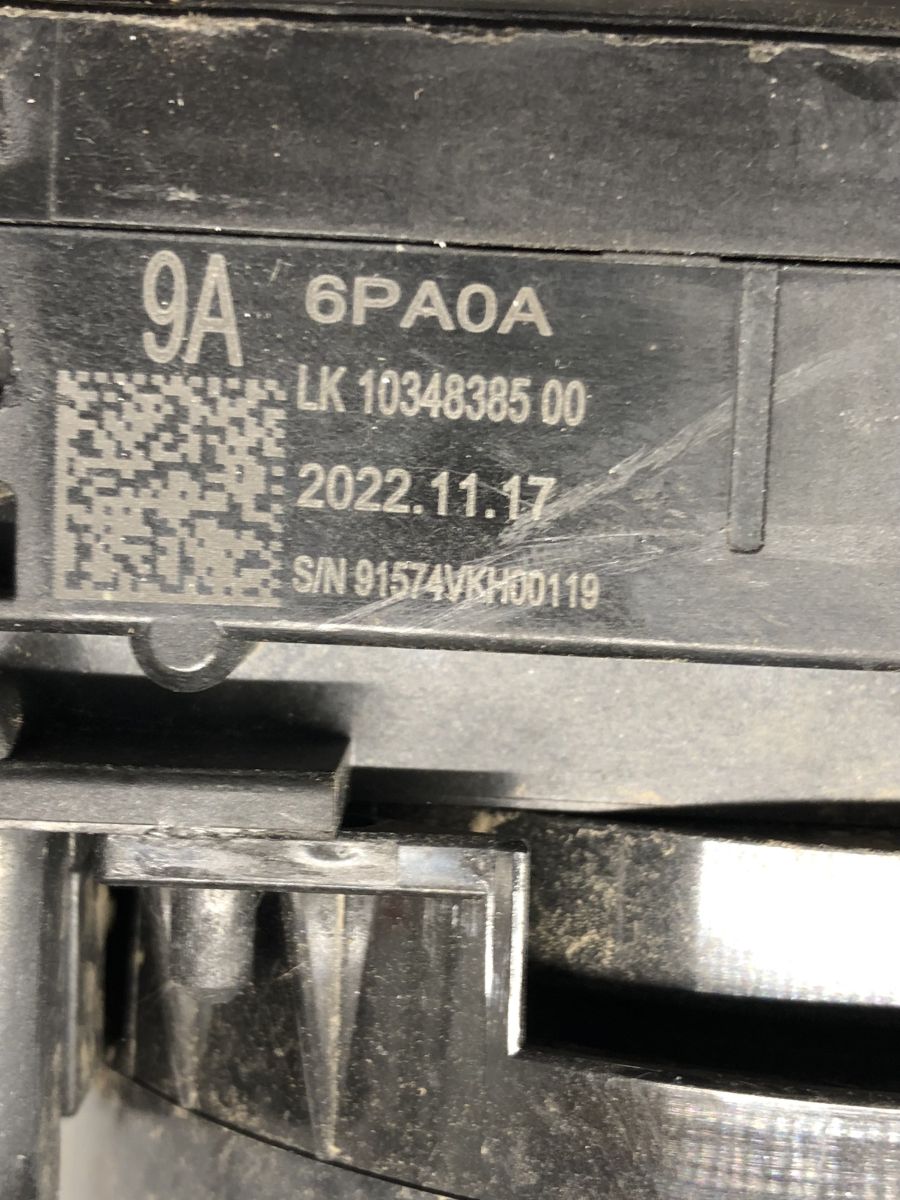 9A 6PA0A
LK 10348385 00
2022.11.17
S/N 91574VKH00119